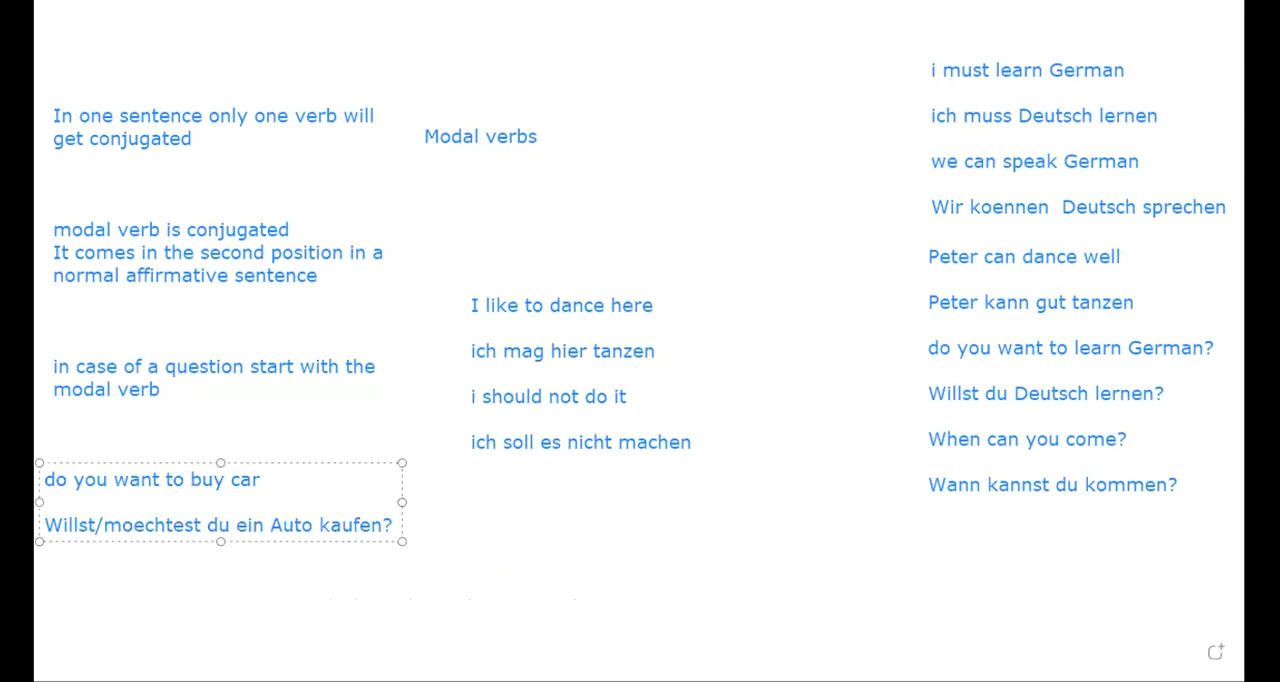 In one sentence only one verb will
get conjugated
modal verb is conjugated
It comes in the second position in a
normal affirmative sentence
in case of a question start with the
modal verb
do you want to buy car
Willst/moechtest du ein Auto kaufen?
Modal verbs
I like to dance here
ich mag hier tanzen
i should not do it
ich soll es nicht machen
i must learn German
ich muss Deutsch lernen
we can speak German
Wir koennen  Deutsch sprechen
Peter can dance well
Peter kann gut tanzen
do you want to learn German?
Willst du Deutsch lernen?
When can you come?
Wann kannst du kommen?